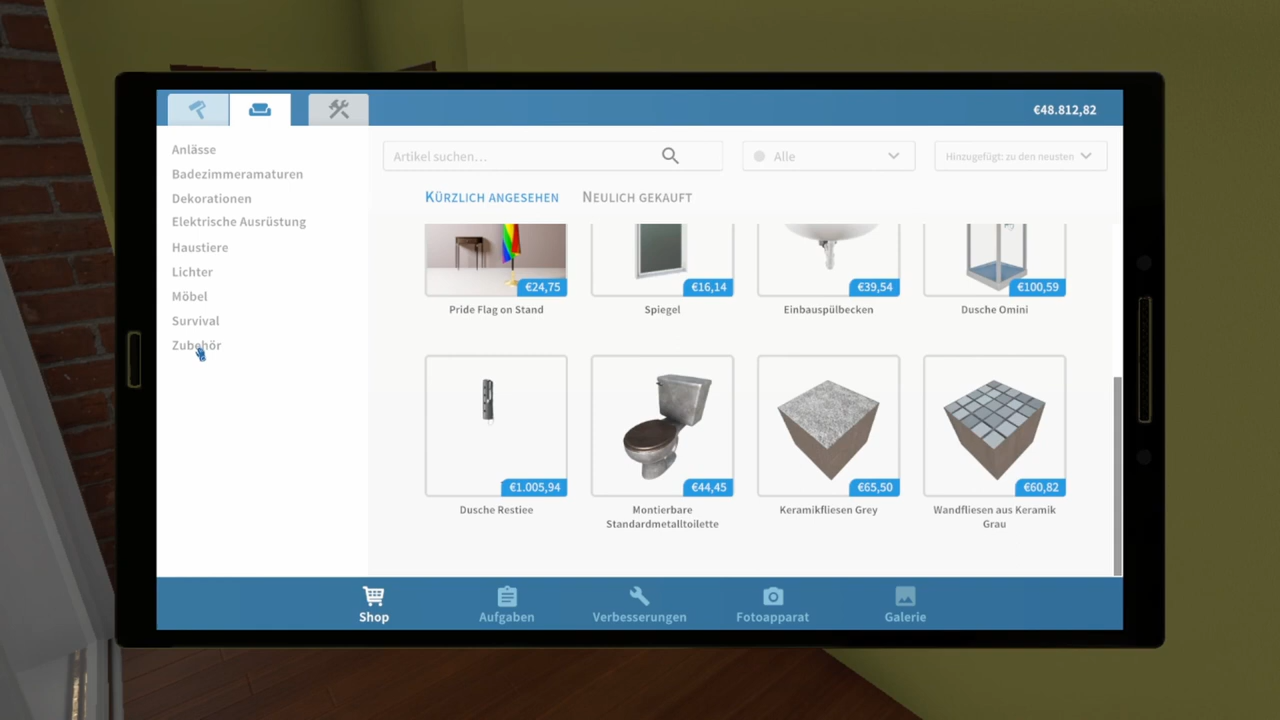 €48.812,82
Anlässe
Badezimmeramaturen
Dekorationen
Elektrische Ausrüstung
Haustiere
Lichter
Möbel
Survival
Zubehör
Artikel suchen...
Alle
Hinzugefügt: zu den neusten
KÜRZLICH ANGESEHEN
NEULICH GEKAUFT
€24,75
€16,14
€39,54
€100,59
Pride Flag on Stand
Spiegel
Einbauspülbecken
Dusche Omini
€1.005,94
€44,45
€65,50
€60,82
Dusche Restiee
Montierbare
Standardmetalltoilette
Keramikfliesen Grey
Wandfliesen aus Keramik
Grau
Shop
Aufgaben
Verbesserungen
Fotoapparat
Galerie